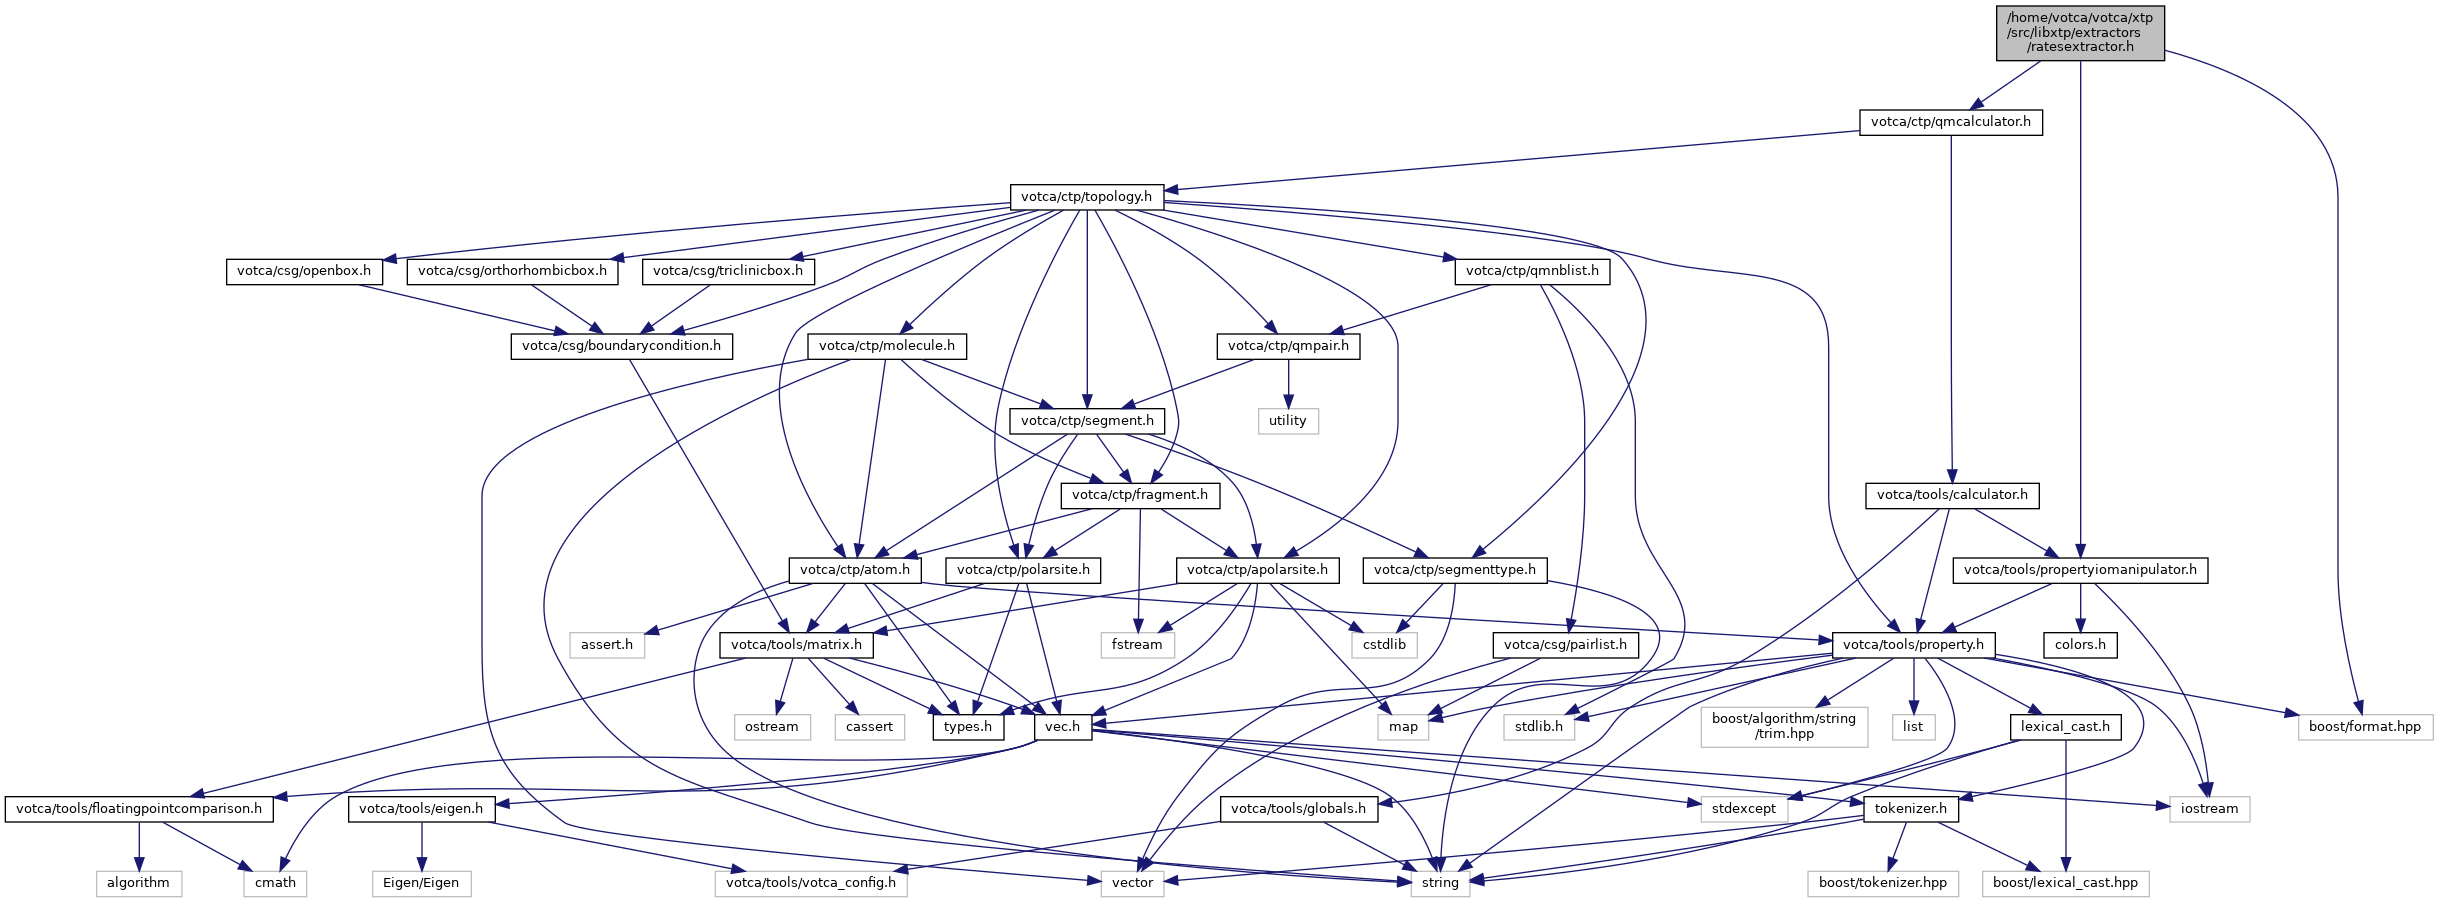 /home/votca/votca/xtp
/src/libxtp/extractors
/ratesextractor.h
votca/ctp/qmcalculator.h
votca/ctp/topology.h
votca/csg/openbox.h
votca/csg/orthorhombicbox.h
votca/csg/triclinicbox.h
votca/ctp/qmnblist.h
votca/csg/boundarycondition.h
votca/ctp/molecule.h
votca/ctp/qmpair.h
votca/ctp/segment.h
utility
votca/ctp/fragment.h
votca/tools/calculator.h
votca/ctp/atom.h
votca/ctp/polarsite.h
votca/ctp/apolarsite.h
votca/ctp/segmenttype.h
votca/tools/propertyiomanipulator.h
assert.h
votca/tools/matrix.h
fstream
cstdlib
votca/csg/pairlist.h
votca/tools/property.h
colors.h
ostream
cassert
types.h
vec.h
map
stdlib.h
boost/algorithm/string
/trim.hpp
list
lexical_cast.h
boost/format.hpp
votca/tools/floatingpointcomparison.h
votca/tools/eigen.h
votca/tools/globals.h
stdexcept
tokenizer.h
iostream
algorithm
cmath
Eigen/Eigen
votca/tools/votca_config.h
vector
string
boost/tokenizer.hpp
boost/lexical_cast.hpp